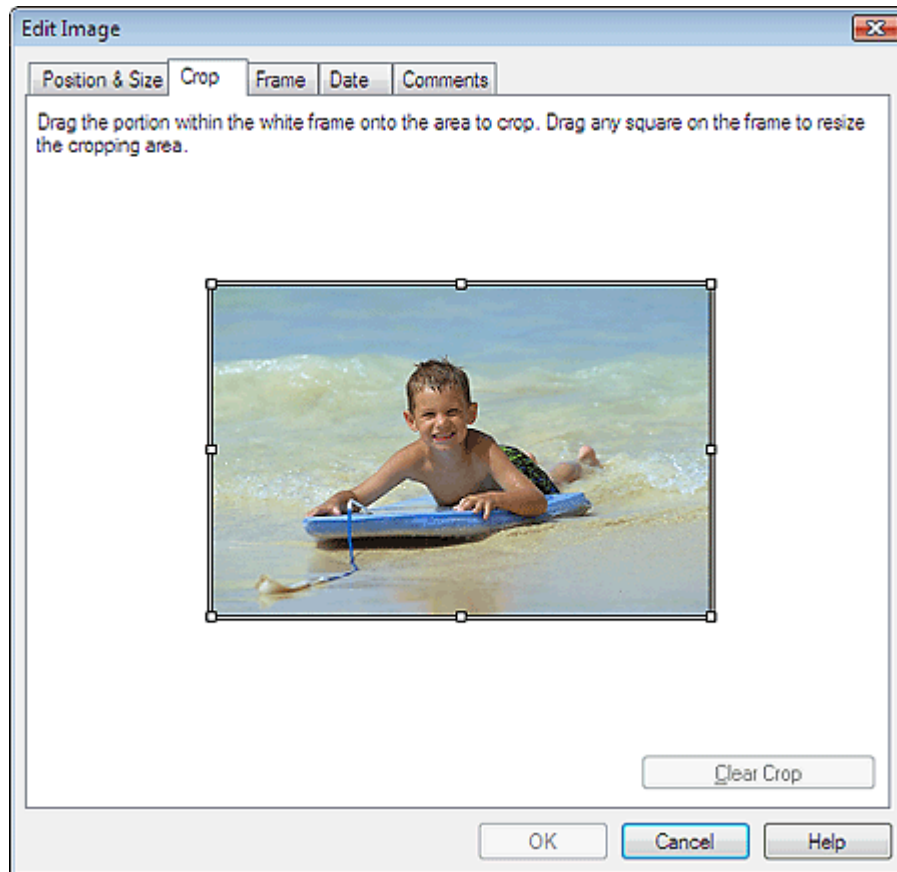 Edit Image
Position & Size Crop Frame Date Comments
Drag the portion within the white frame onto the area to crop. Drag any square on the frame to resize
the cropping area.
Clear Crop
OK Cancel Help